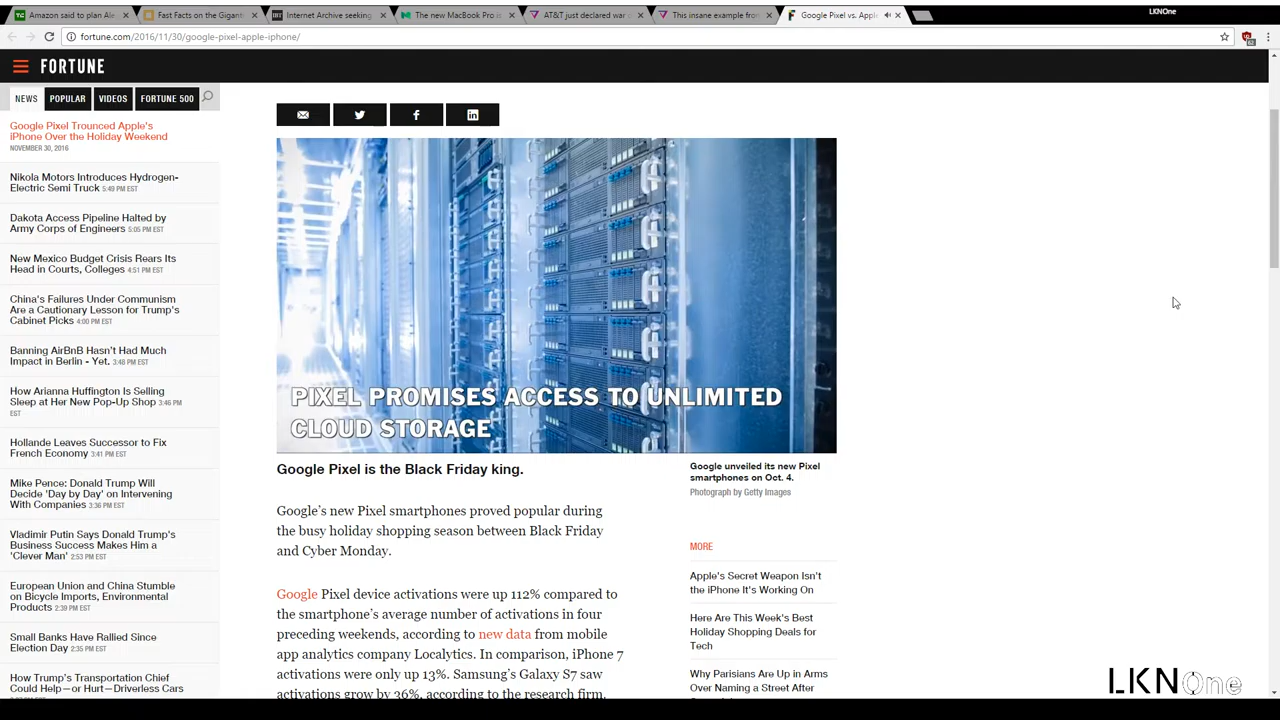 LKNOne
Amazon said to plan Ale
Fast Facts on the Gigant
Internet Archive seeking
The new MacBook Pro is
AT&T just declared war
This insane example fro
Google Pixel vs. Apple
fortune.com/2016/11/30/google-pixel-apple-iphone/
FORTUNE
NEWS
POPULAR
VIDEOS
FORTUNE 500
Google Pixel Trounced Apple's
iPhone Over the Holiday Weekend
NOVEMBER 30, 2016
Nikola Motors Introduces Hydrogen-
Electric Semi Truck 5:49 PM EST
Dakota Access Pipeline Halted by
Army Corps of Engineers 5:05 PM EST
New Mexico Budget Crisis Rears Its
Head in Courts, Colleges 4:51 PM EST
China's Failures Under Communism
Are a Cautionary Lesson for Trump's
Cabinet Picks 4:00 PM EST
Banning AirBnB Hasn't Had Much
Impact in Berlin - Yet. 3:48 PM EST
How Arianna Huffington Is Selling
Sleep at Her New Pop-Up Shop 3:46 PM
EST
Hollande Leaves Successor to Fix
French Economy 3:41 PM EST
Mike Pence: Donald Trump Will
Decide 'Day by Day' on Intervening
With Companies 3:36 PM EST
Vladimir Putin Says Donald Trump's
Business Success Makes Him a
'Clever Man' 2:53 PM EST
European Union and China Stumble
on Bicycle Imports, Environmental
Products 2:39 PM EST
Small Banks Have Rallied Since
Election Day 2:35 PM EST
How Trump's Transportation Chief
Could Help—or Hurt—Driverless Cars
PIXEL PROMISES ACCESS TO UNLIMITED
CLOUD STORAGE
Google Pixel is the Black Friday king.
Google's new Pixel smartphones proved popular during
the busy holiday shopping season between Black Friday
and Cyber Monday.
Google Pixel device activations were up 112% compared to
the smartphone's average number of activations in four
preceding weekends, according to new data from mobile
app analytics company Localytics. In comparison, iPhone 7
activations were only up 13%. Samsung's Galaxy S7 saw
activations grow by 36%, according to the research firm.
Google unveiled its new Pixel
smartphones on Oct. 4.
Photograph by Getty Images
MORE
Apple's Secret Weapon Isn't
the iPhone It's Working On
Here Are This Week's Best
Holiday Shopping Deals for
Tech
Why Parisians Are Up in Arms
Over Naming a Street After
LKNOne